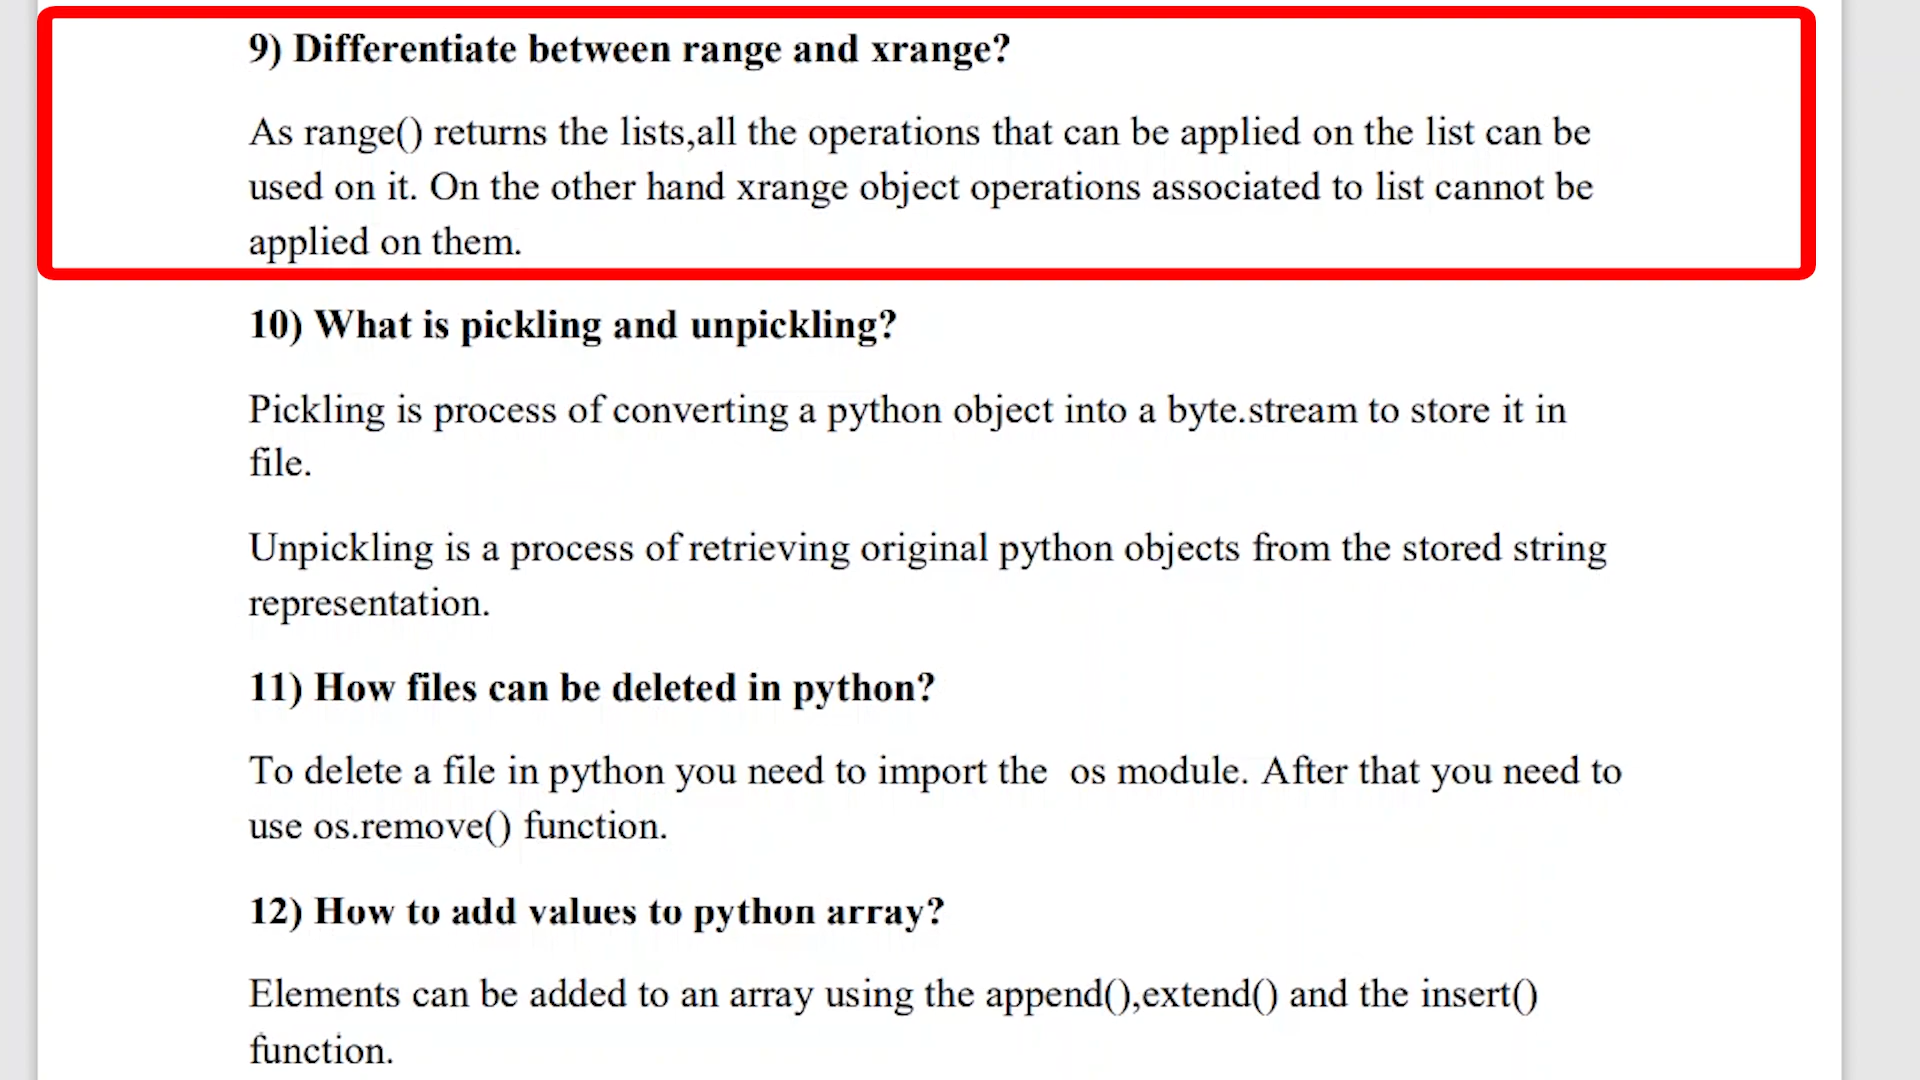 9) Differentiate between range and xrange?
As range() returns the lists,all the operations that can be applied on the list can be
used on it. On the other hand xrange object operations associated to list cannot be
applied on them.
10) What is pickling and unpickling?
Pickling is process of converting a python object into a byte.stream to store it in
file.
Unpickling is a process of retrieving original python objects from the stored string
representation.
11) How files can be deleted in python?
To delete a file in python you need to import the  os module. After that you need to
use os.remove() function.
12) How to add values to python array?
Elements can be added to an array using the append(),extend() and the insert()
function.